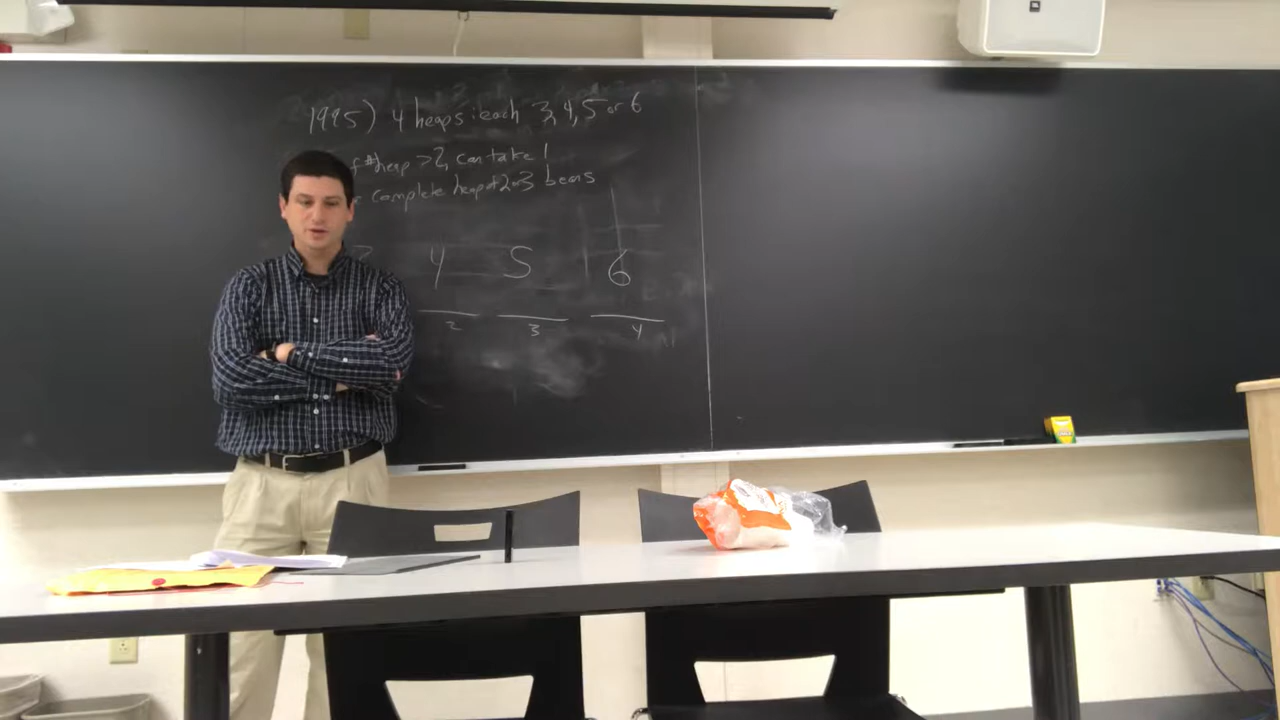 1995) 4 heaps: each 3, 4, 5 or 6
f #heap > 2, can take 1
complete heap of 2 or 3 beans
3 4 5 6
2 3 4